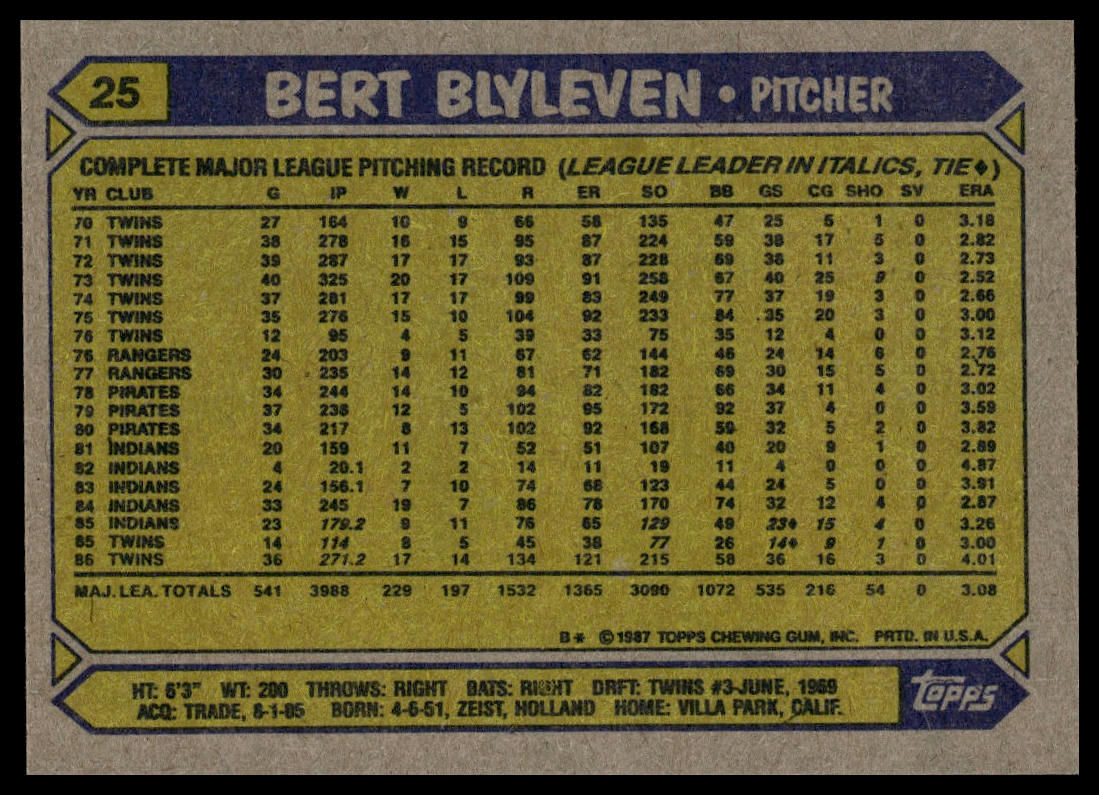 25 BERT BLYLEVEN • PITCHER
COMPLETE MAJOR LEAGUE PITCHING RECORD (LEAGUE LEADER IN ITALICS, TIE♦)
YR CLUB G IP W L R ER SO BB GS CG SHO SV ERA
70 TWINS 27 164 10 9 66 58 135 47 25 5 1 0 3.18
71 TWINS 38 278 16 15 95 87 224 59 38 17 5 0 2.82
72 TWINS 39 287 17 17 93 87 228 69 38 11 3 0 2.73
73 TWINS 40 325 20 17 109 91 258 67 40 25 9 0 2.52
74 TWINS 37 281 17 17 99 83 249 77 37 19 3 0 2.66
75 TWINS 35 276 15 10 104 92 233 84 35 20 3 0 3.00
76 TWINS 12 95 4 5 39 33 75 35 12 4 0 0 3.12
76 RANGERS 24 203 9 11 67 62 144 46 24 14 6 0 2.76
77 RANGERS 30 235 14 12 81 71 182 69 30 15 5 0 2.72
78 PIRATES 34 244 14 10 94 82 182 66 34 11 4 0 3.02
79 PIRATES 37 238 12 5 102 95 172 92 37 4 0 0 3.59
80 PIRATES 34 217 8 13 102 92 168 59 32 5 2 0 3.82
81 INDIANS 20 159 11 7 52 51 107 40 20 9 1 0 2.89
82 INDIANS 4 20.1 2 2 14 11 19 11 4 0 0 0 4.87
83 INDIANS 24 156.1 7 10 74 68 123 44 24 5 0 0 3.91
84 INDIANS 33 245 19 7 86 78 170 74 32 12 4 0 2.87
85 INDIANS 23 179.2 9 11 76 65 129 49 23♦ 15 4 0 3.26
85 TWINS 14 114 8 5 45 38 77 26 14♦ 9 1 0 3.00
86 TWINS 36 271.2 17 14 134 121 215 58 36 16 3 0 4.01
MAJ. LEA. TOTALS 541 3988 229 197 1532 1365 3090 1072 535 216 54 0 3.08
B* ©1987 TOPPS CHEWING GUM, INC. PRTD. IN U.S.A.
HT: 6'3" WT: 200 THROWS: RIGHT BATS: RIGHT DRFT: TWINS #3-JUNE, 1969
ACQ: TRADE, 8-1-85 BORN: 4-6-51, ZEIST, HOLLAND HOME: VILLA PARK, CALIF.
topps